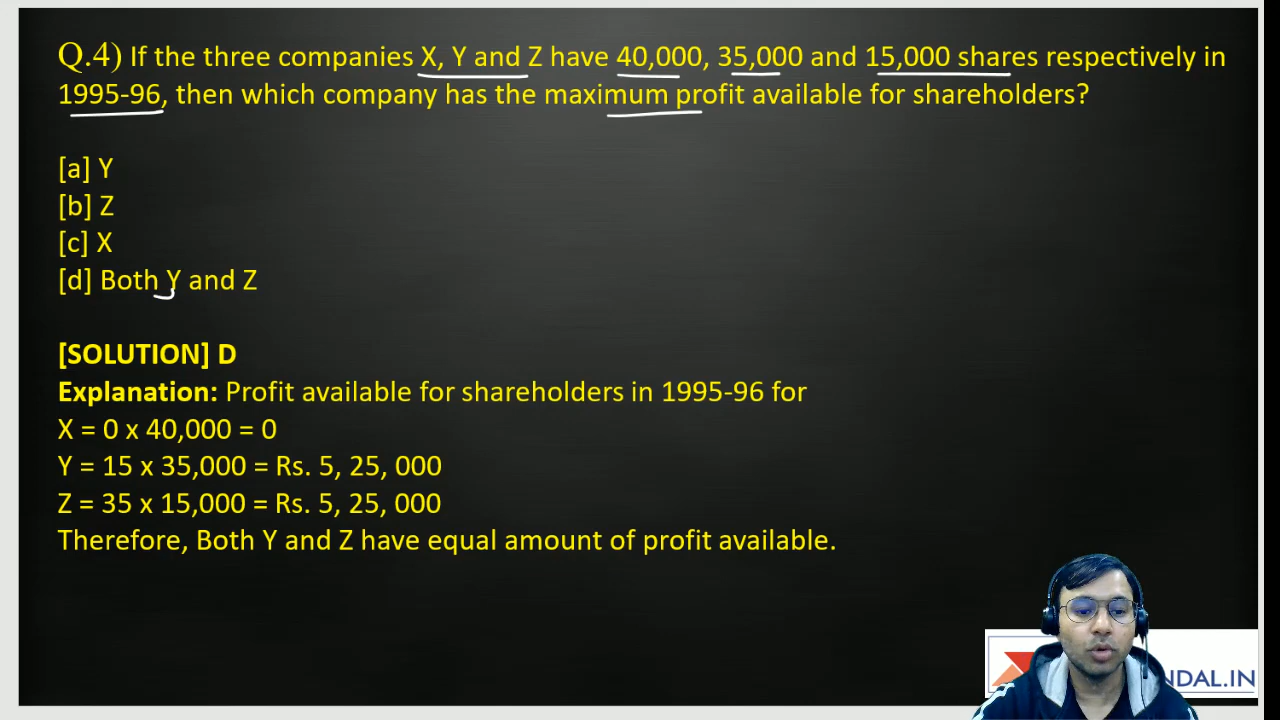 Q.4) If the three companies X, Y and Z have 40,000, 35,000 and 15,000 shares respectively in
1995-96, then which company has the maximum profit available for shareholders?
[a] Y
[b] Z
[c] X
[d] Both Y and Z
[SOLUTION] D
Explanation: Profit available for shareholders in 1995-96 for
X = 0 x 40,000 = 0
Y = 15 x 35,000 = Rs. 5, 25, 000
Z = 35 x 15,000 = Rs. 5, 25, 000
Therefore, Both Y and Z have equal amount of profit available.
NDAL.IN